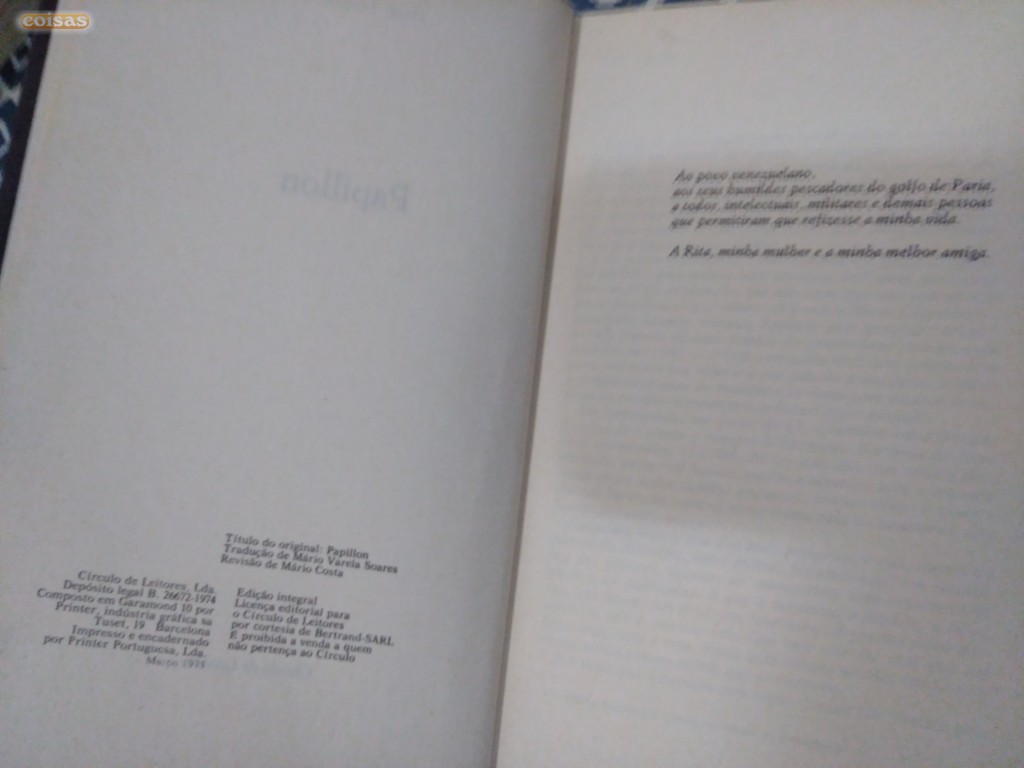 coisas
Papillon
Título do original: Papillon
Tradução de Mário Varela Soares
Revisão de Mário Costa
Círculo de Leitores, Lda.
Depósito legal B. 26672-1974
Composto em Garamond 10 por
Printer, indústria gráfica sa
Tuset, 19 Barcelona
Impresso e encadernado
por Printer Portuguesa, Lda.
Março 1975
Edição integral
Licença editorial para
o Círculo de Leitores
por cortesia de Bertrand-SARL
É proibida a venda a quem
não pertença ao Círculo
Ao povo venezuelano,
aos seus humildes pescadores do golfo de Paria,
a todos, intelectuais, militares e demais pessoas
que permitiram que refizesse a minha vida.
A Rita, minha mulher e a minha melhor amiga.